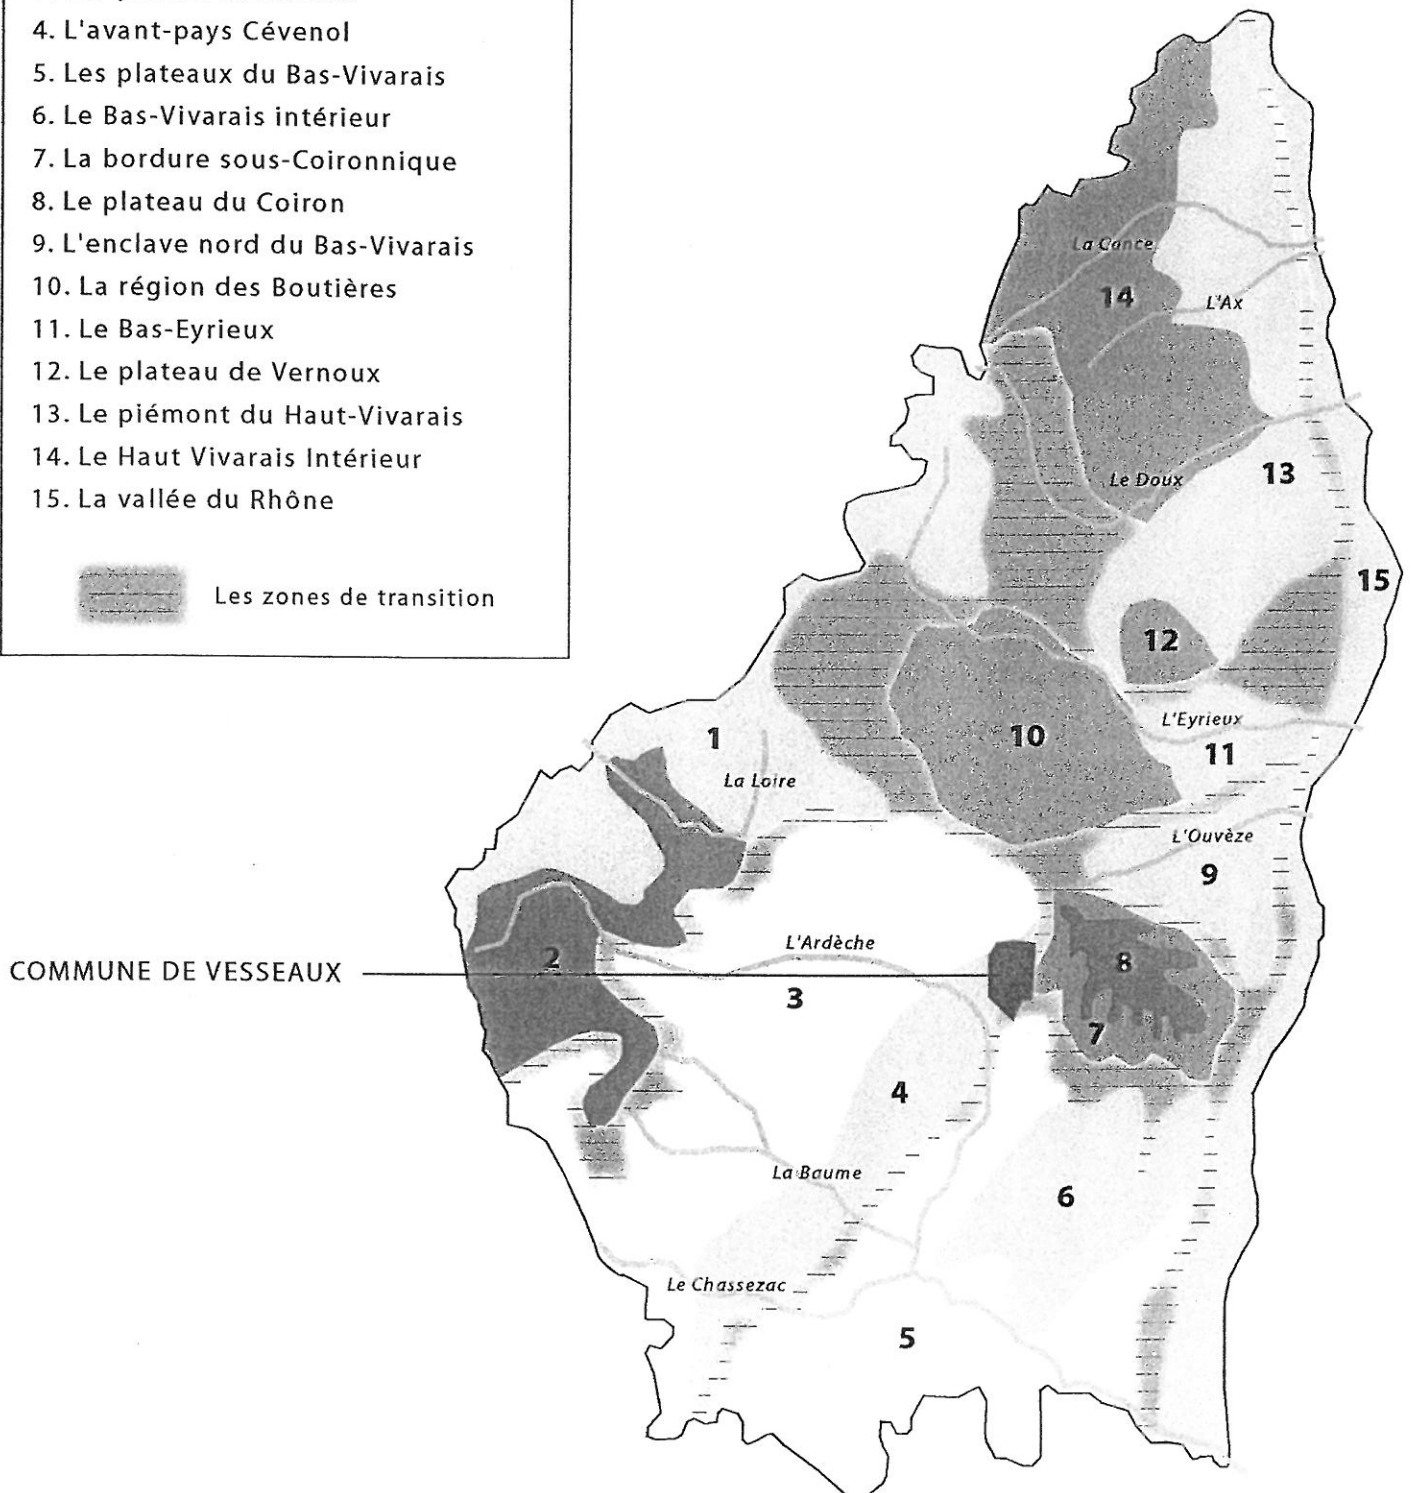 4. L'avant-pays Cévenol
5. Les plateaux du Bas-Vivarais
6. Le Bas-Vivarais intérieur
7. La bordure sous-Coironnique
8. Le plateau du Coiron
9. L'enclave nord du Bas-Vivarais
10. La région des Boutières
11. Le Bas-Eyrieux
12. Le plateau de Vernoux
13. Le piémont du Haut-Vivarais
14. Le Haut Vivarais Intérieur
15. La vallée du Rhône
Les zones de transition
La Cance
14
L'Ax
Le Doux
13
15
12
L'Eyrieux
10
11
1
La Loire
L'Ouvèze
9
L'Ardèche
2
8
COMMUNE DE VESSEAUX
3
7
4
La Baume
6
Le Chassezac
5